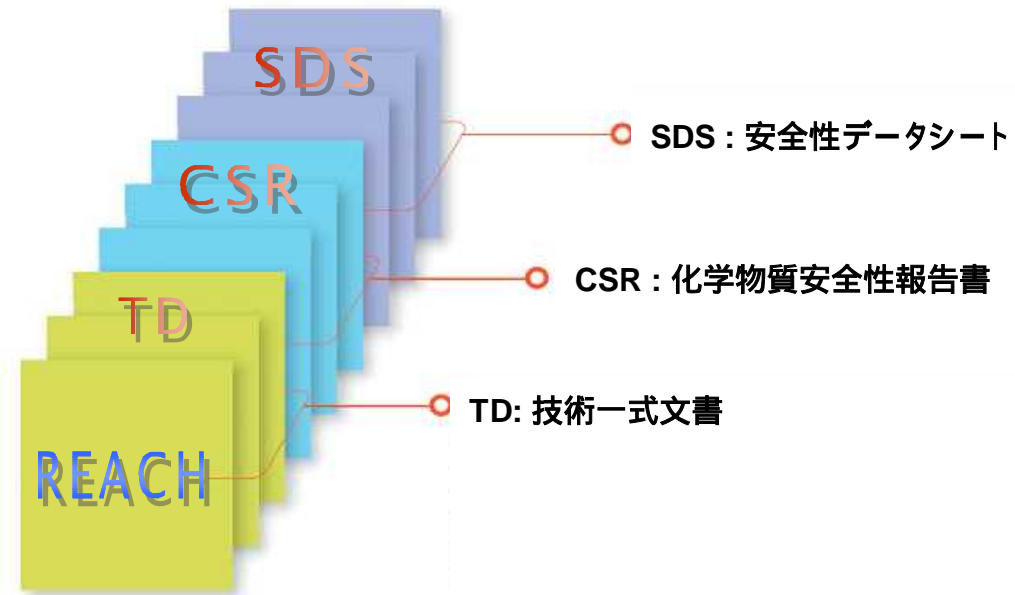 SDS
SDS : 安全性データシート
CSR
CSR : 化学物質安全性報告書
TD
TD: 技術一式文書
REACH